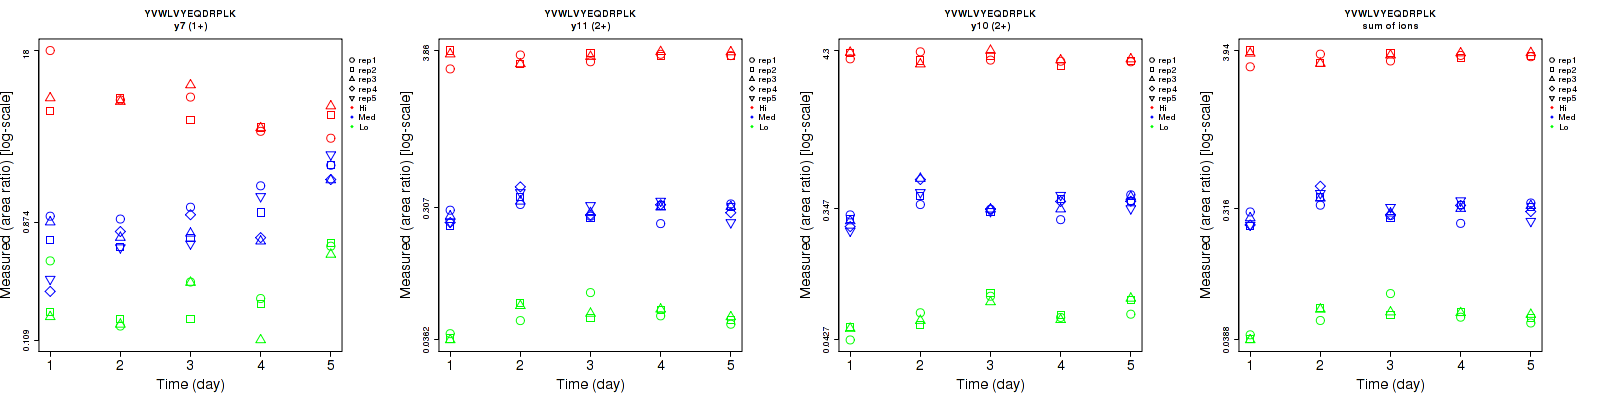 YVWLVYEQDRPLK
y7 (1+)
Measured (area ratio) [log-scale]
18
0.874
0.109
1 2 3 4 5
Time (day)
rep1
rep2
rep3
rep4
rep5
Hi
Med
Lo
YVWLVYEQDRPLK
y11 (2+)
Measured (area ratio) [log-scale]
3.86
0.307
0.0362
1 2 3 4 5
Time (day)
rep1
rep2
rep3
rep4
rep5
Hi
Med
Lo
YVWLVYEQDRPLK
y10 (2+)
Measured (area ratio) [log-scale]
4.3
0.347
0.0427
1 2 3 4 5
Time (day)
rep1
rep2
rep3
rep4
rep5
Hi
Med
Lo
YVWLVYEQDRPLK
sum of ions
Measured (area ratio) [log-scale]
3.94
0.316
0.0388
1 2 3 4 5
Time (day)
rep1
rep2
rep3
rep4
rep5
Hi
Med
Lo